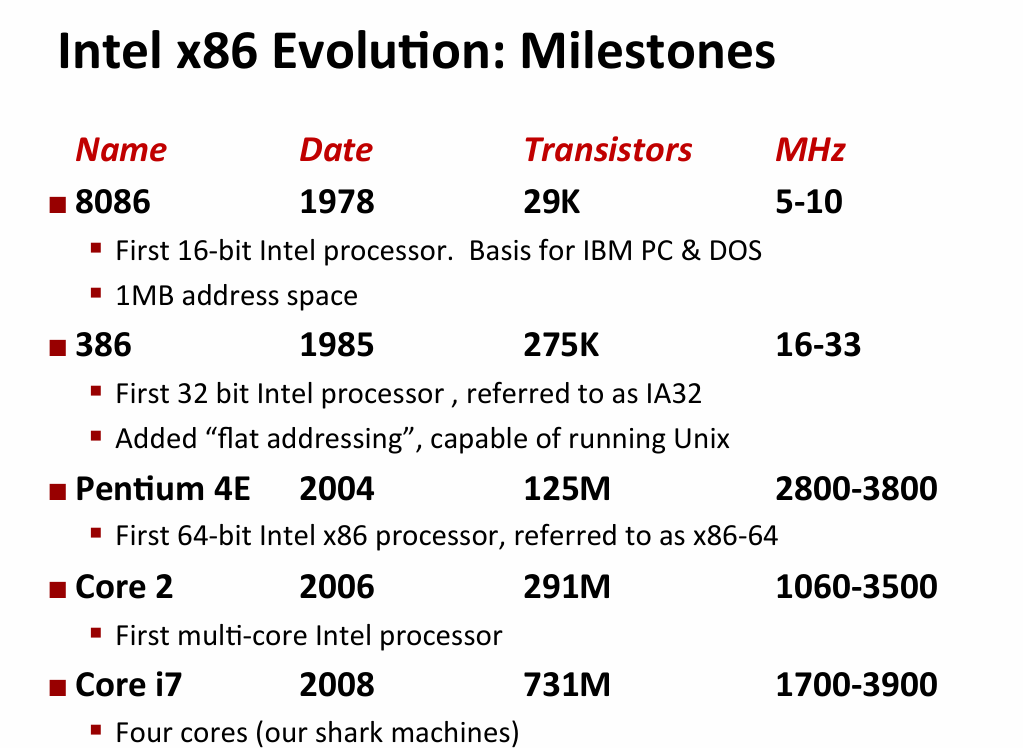 Intel x86 Evolution: Milestones
Name Date Transistors MHz
8086 1978 29K 5-10
First 16-bit Intel processor. Basis for IBM PC & DOS
1MB address space
386 1985 275K 16-33
First 32 bit Intel processor , referred to as IA32
Added “flat addressing”, capable of running Unix
Pentium 4E 2004 125M 2800-3800
First 64-bit Intel x86 processor, referred to as x86-64
Core 2 2006 291M 1060-3500
First multi-core Intel processor
Core i7 2008 731M 1700-3900
Four cores (our shark machines)